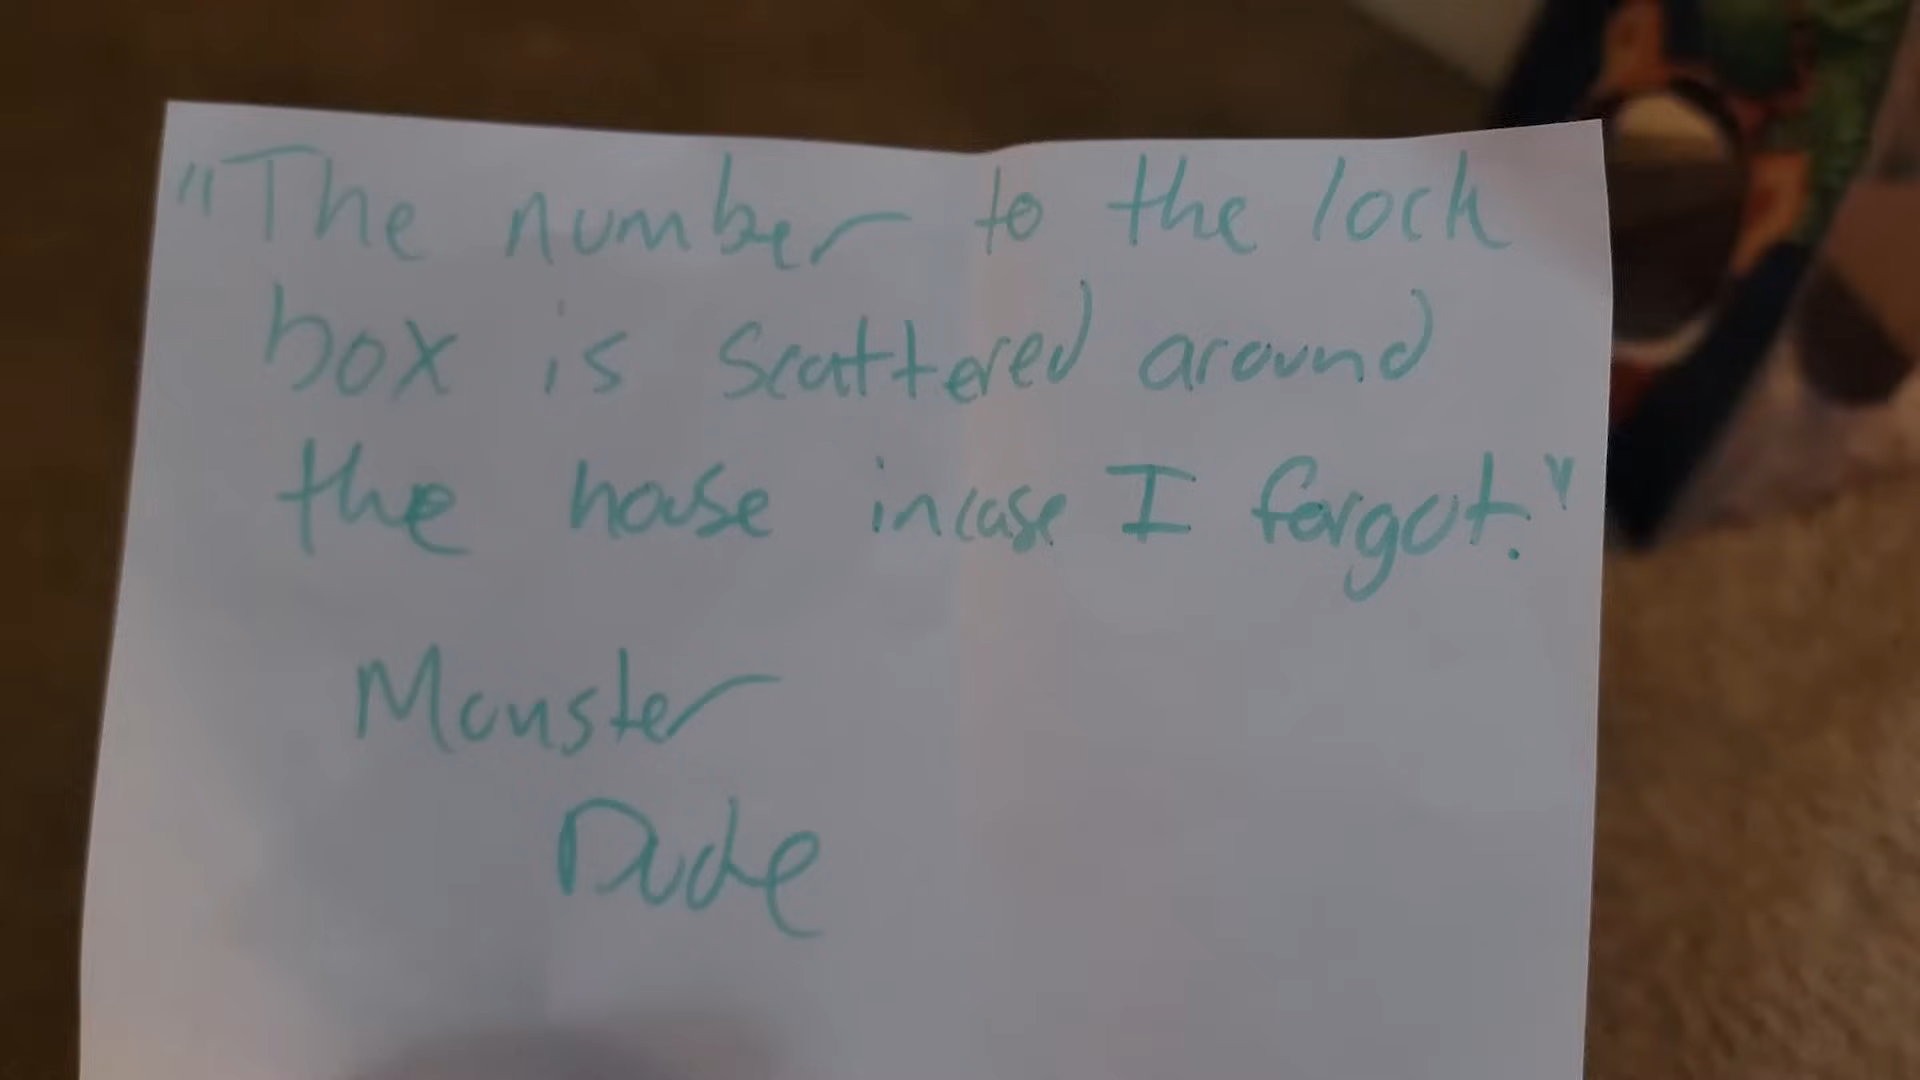 "The number to the lock
box is scattered around
the house incase I forgot."
Monster
Dude